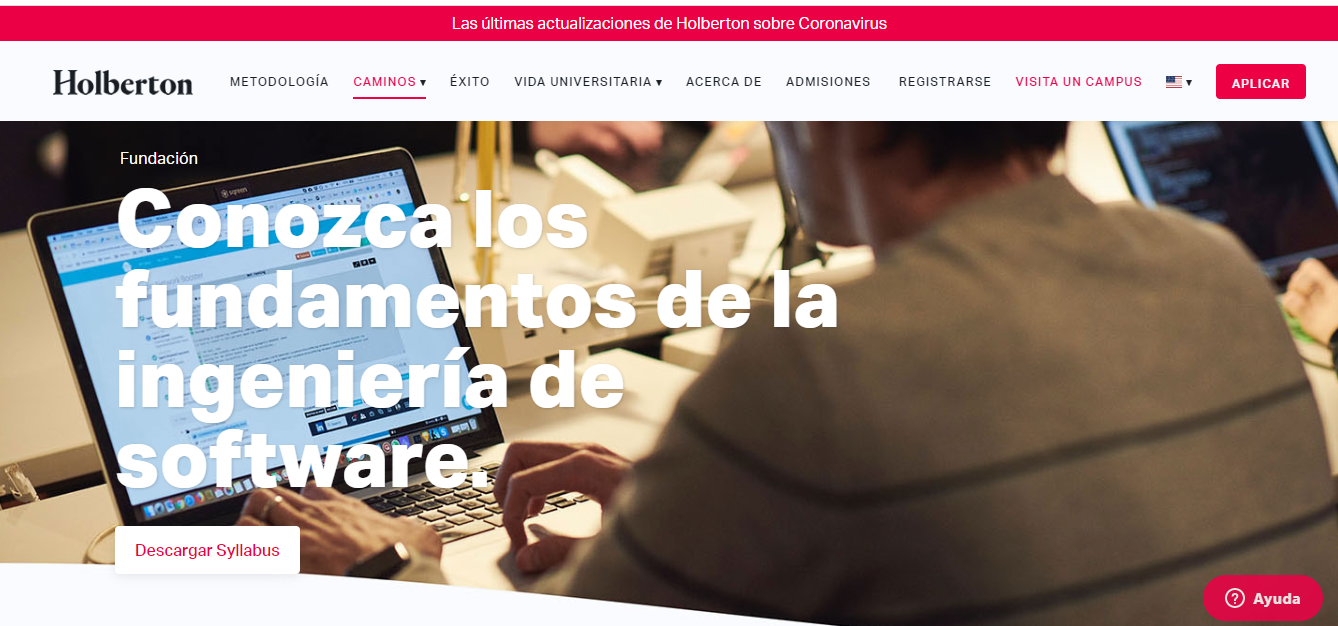 Las últimas actualizaciones de Holberton sobre Coronavirus
Holberton
METODOLOGÍA
CAMINOS ▾
ÉXITO
VIDA UNIVERSITARIA ▾
ACERCA DE
ADMISIONES
REGISTRARSE
VISITA UN CAMPUS
APLICAR
Fundación
Conozca los
fundamentos de la
ingeniería de
software.
Descargar Syllabus
Ayuda